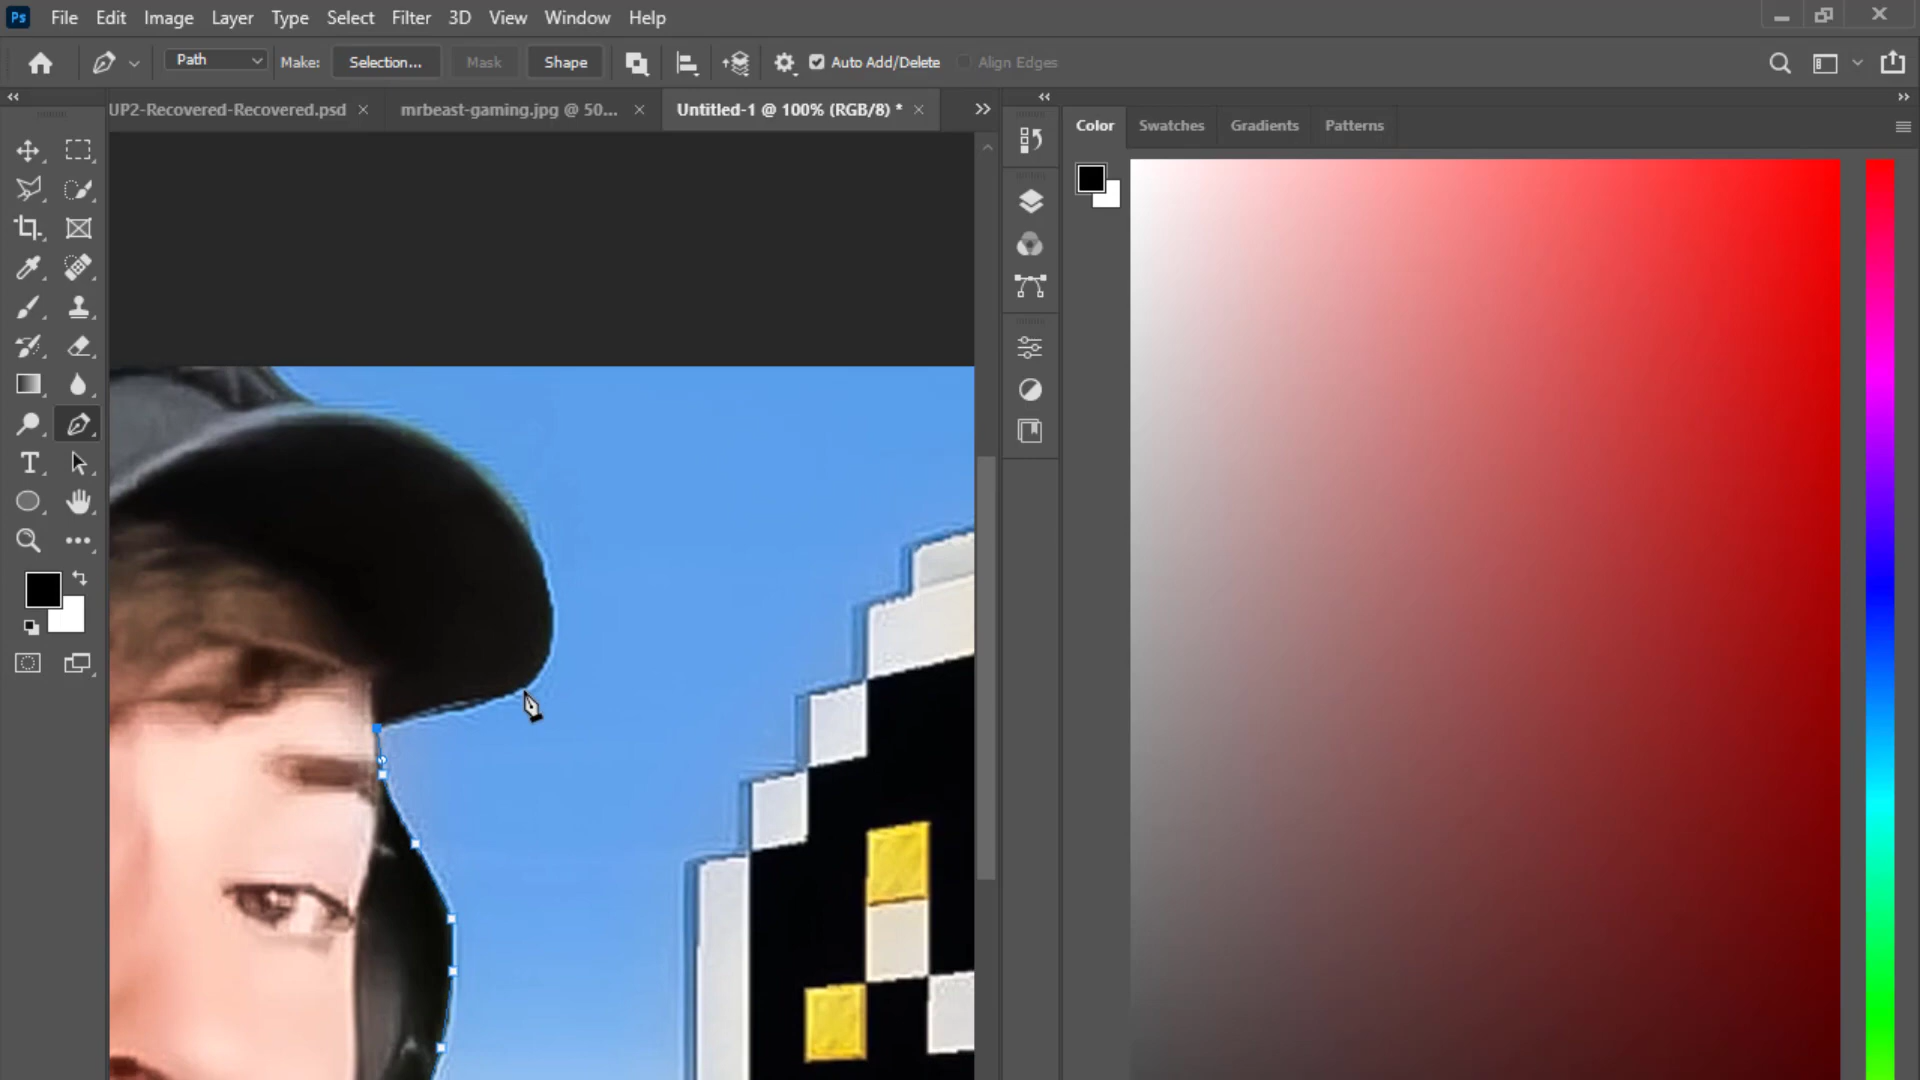 Ps File Edit Image Layer Type Select Filter 3D View Window Help
Path Make: Selection... Mask Shape Auto Add/Delete Align Edges
UP2-Recovered-Recovered.psd mrbeast-gaming.jpg @ 50... Untitled-1 @ 100% (RGB/8) *
Color Swatches Gradients Patterns